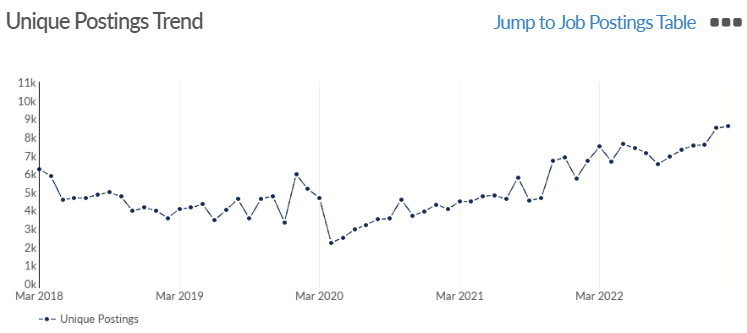 Unique Postings Trend
Jump to Job Postings Table
11k
10k
9k
8k
7k
6k
5k
4k
3k
2k
1k
0k
Mar 2018
Mar 2019
Mar 2020
Mar 2021
Mar 2022
Unique Postings